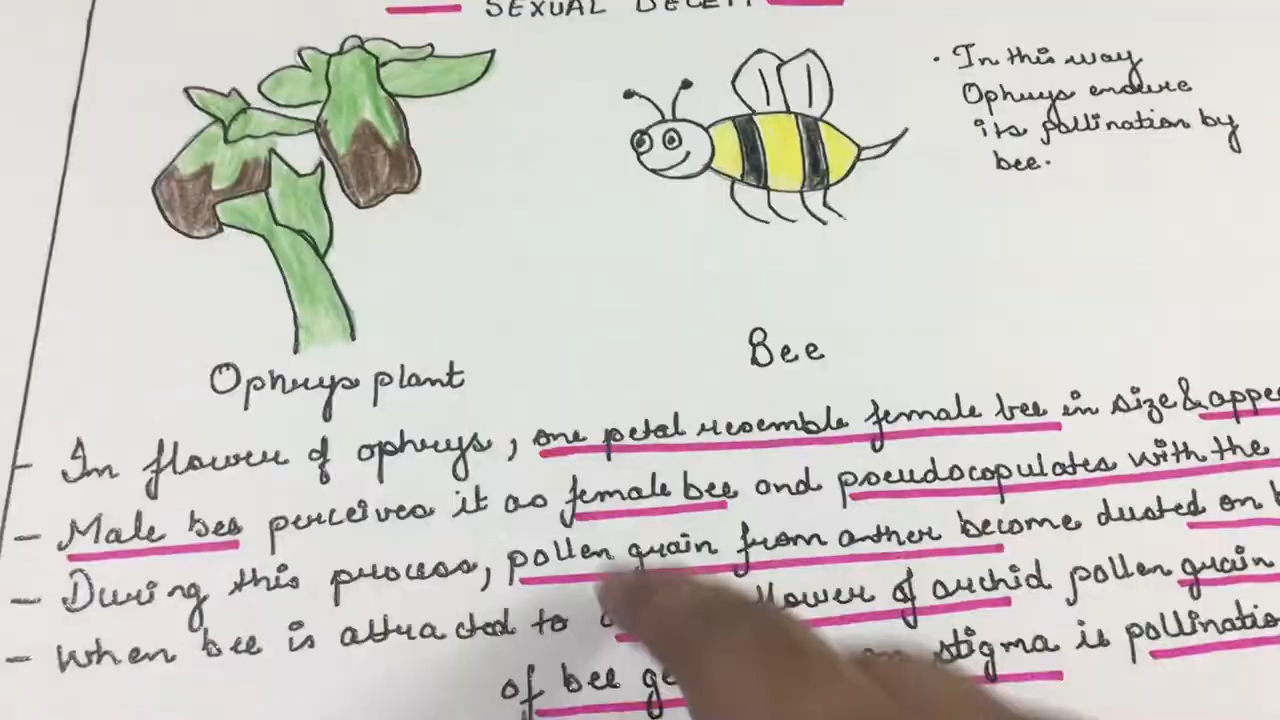 SEXUAL DECEIT
• In this way
Ophrys endure
its pollination by
bee.
Ophrys plant
Bee
- In flower of ophrys, one petal resemble female bee in size & appe
- Male bee perceives it as female bee and pseudocopulates with the
- During this process, pollen grain from anther become dusted on
- When bee is attracted to flower of orchid pollen grain
of bee stigma is pollinatio